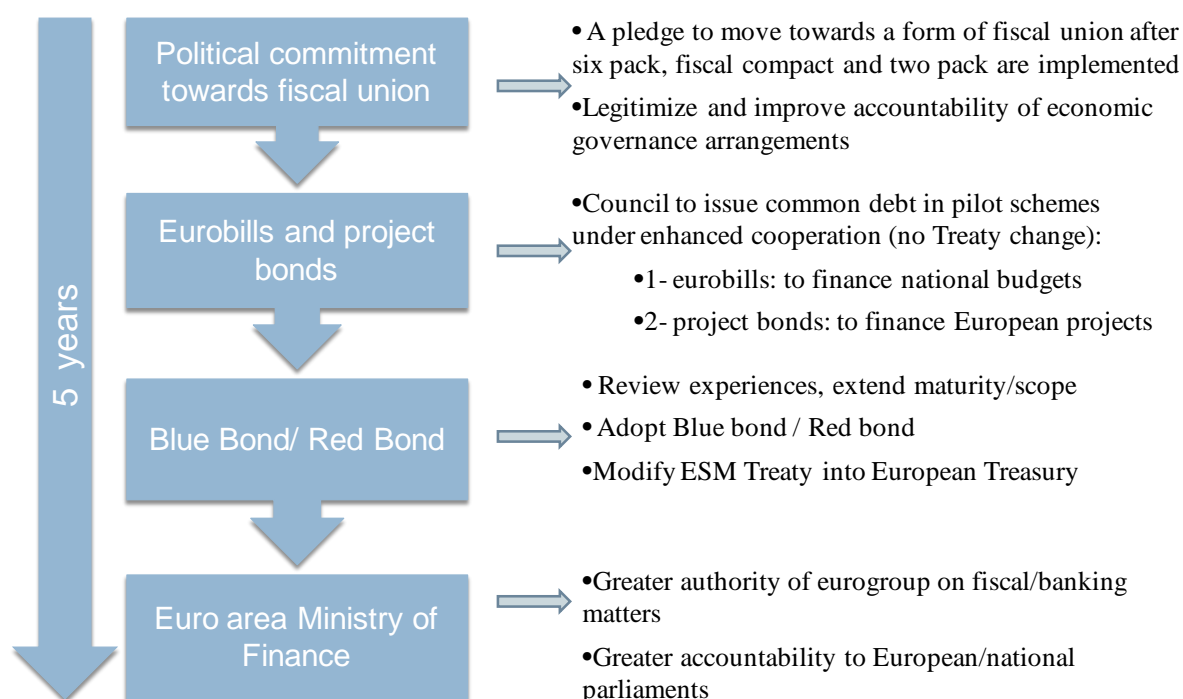 5 years
Political commitment
towards fiscal union
• A pledge to move towards a form of fiscal union after
six pack, fiscal compact and two pack are implemented
•Legitimize and improve accountability of economic
governance arrangements
Eurobills and project
bonds
•Council to issue common debt in pilot schemes
under enhanced cooperation (no Treaty change):
•1- eurobills: to finance national budgets
•2- project bonds: to finance European projects
Blue Bond/ Red Bond
• Review experiences, extend maturity/scope
• Adopt Blue bond / Red bond
•Modify ESM Treaty into European Treasury
Euro area Ministry of
Finance
•Greater authority of eurogroup on fiscal/banking
matters
•Greater accountability to European/national
parliaments